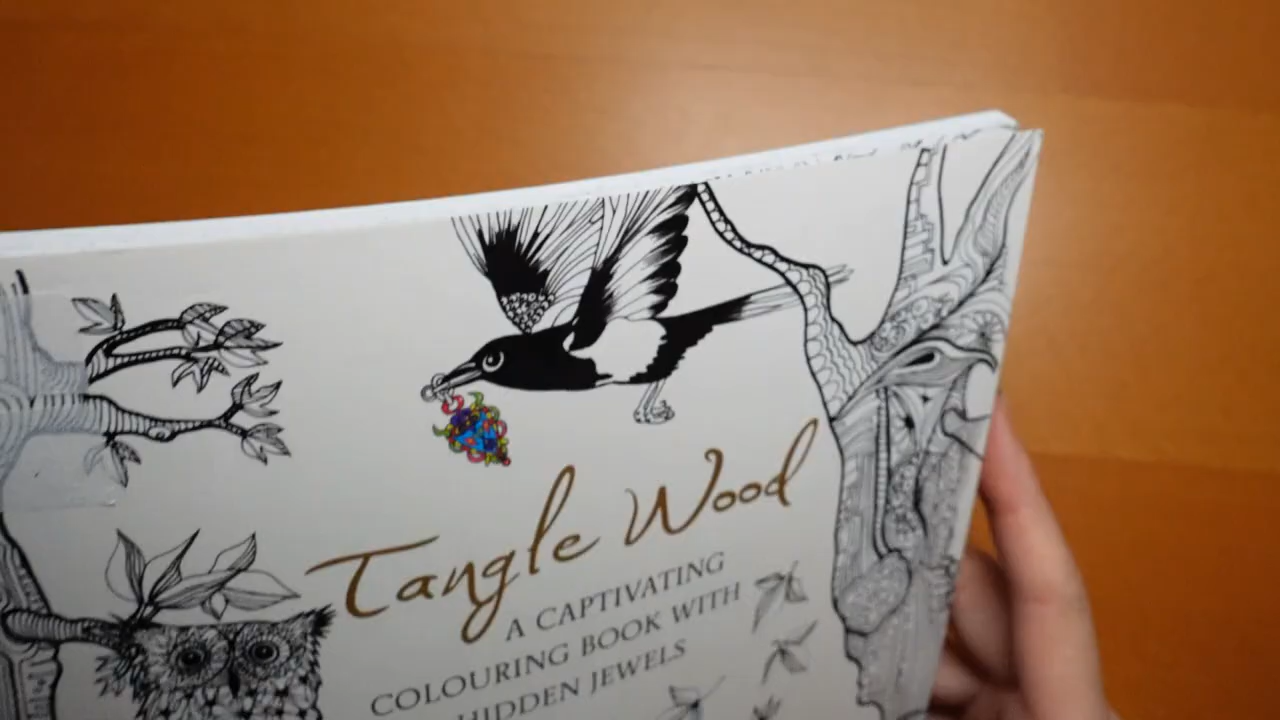 Tangle Wood
A CAPTIVATING
COLOURING BOOK WITH
HIDDEN JEWELS